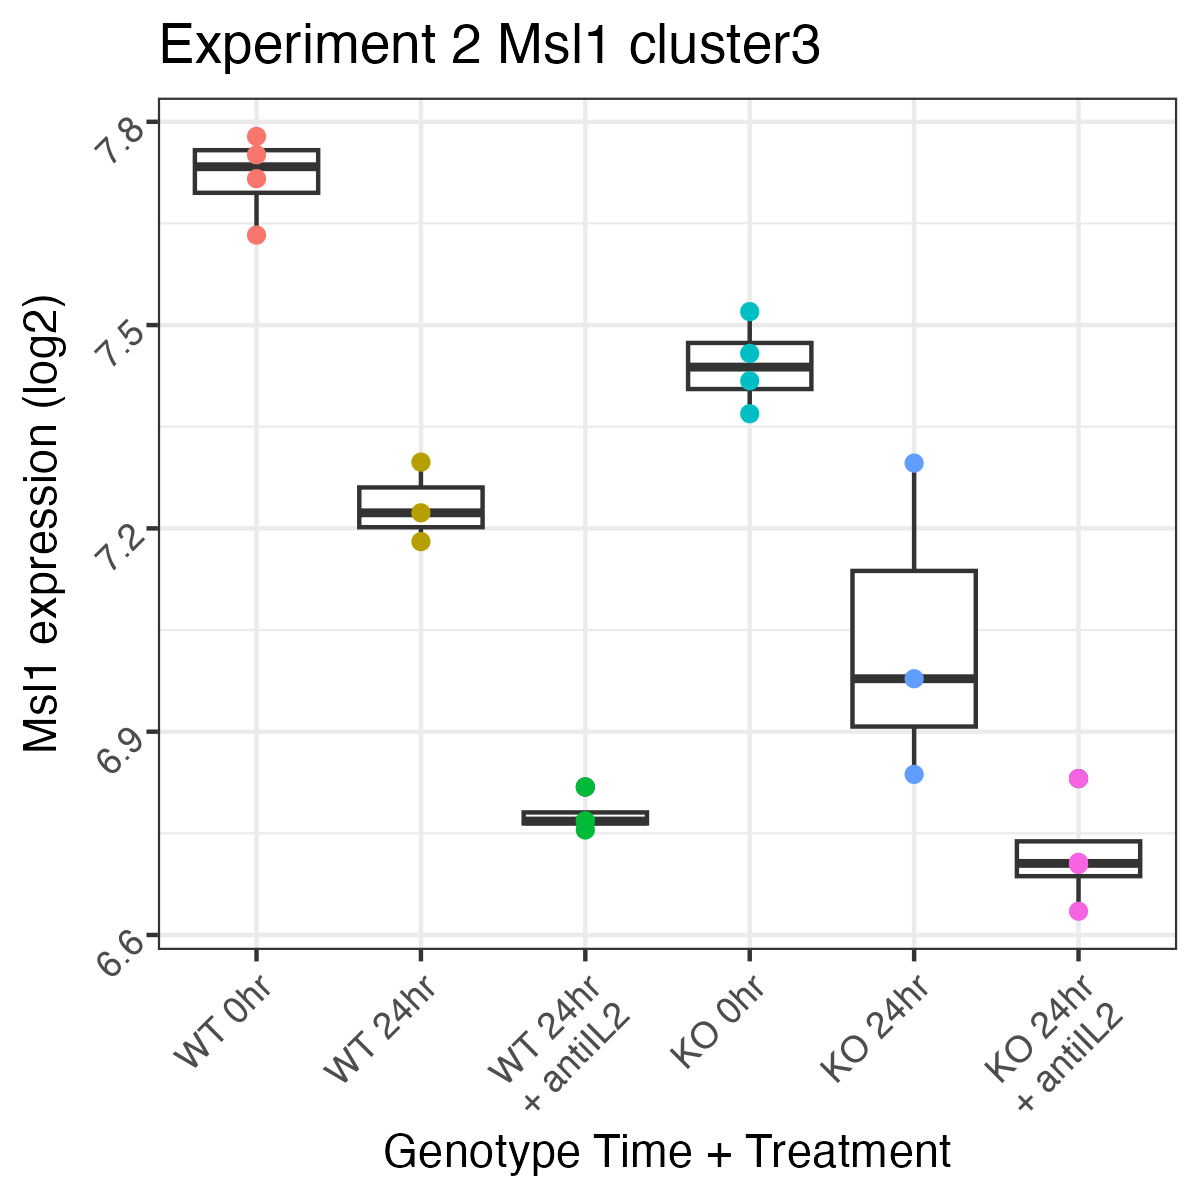 Experiment 2 Msl1 cluster3
Msl1 expression (log2)
7.8
7.5
7.2
6.9
6.6
WT 0hr
WT 24hr
WT 24hr
+ antiIL2
KO 0hr
KO 24hr
KO 24hr
+ antiIL2
Genotype Time + Treatment